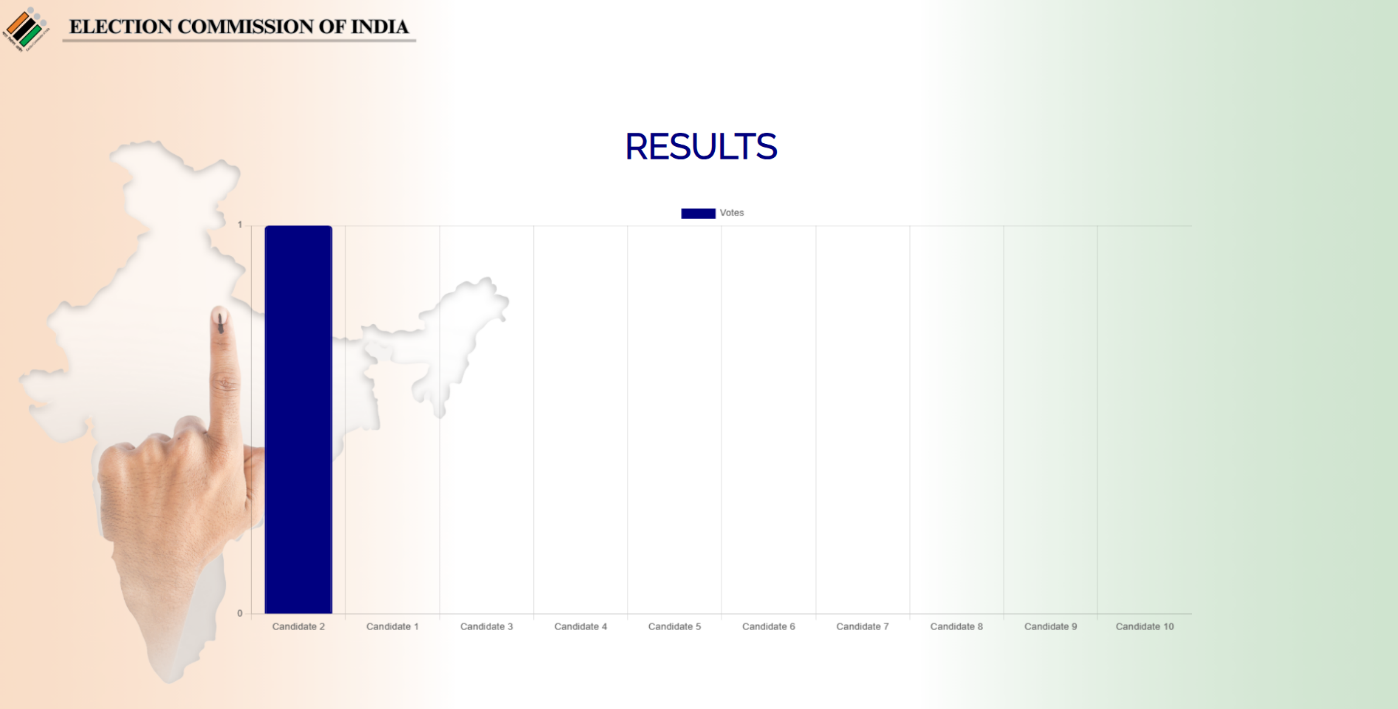 ELECTION COMMISSION OF INDIA
RESULTS
Votes
1
0
Candidate 2 Candidate 1 Candidate 3 Candidate 4 Candidate 5 Candidate 6 Candidate 7 Candidate 8 Candidate 9 Candidate 10